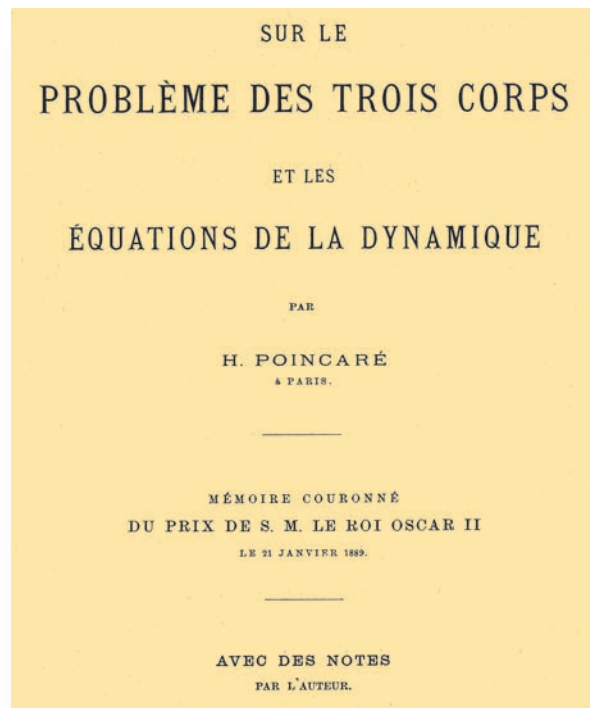 SUR LE
PROBLÈME DES TROIS CORPS
ET LES
ÉQUATIONS DE LA DYNAMIQUE
PAR
H. POINCARÉ
à PARIS.
MÉMOIRE COURONNÉ
DU PRIX DE S. M. LE ROI OSCAR II
LE 21 JANVIER 1889.
AVEC DES NOTES
PAR L'AUTEUR.